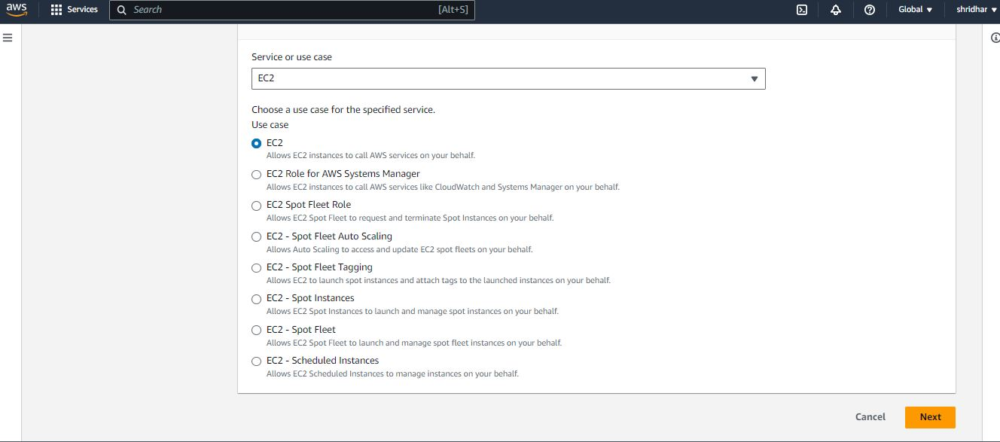 aws
Services
Search
[Alt+S]
Global
shridhar
Service or use case
EC2
Choose a use case for the specified service.
Use case
EC2
Allows EC2 instances to call AWS services on your behalf.
EC2 Role for AWS Systems Manager
Allows EC2 instances to call AWS services like CloudWatch and Systems Manager on your behalf.
EC2 Spot Fleet Role
Allows EC2 Spot Fleet to request and terminate Spot Instances on your behalf.
EC2 - Spot Fleet Auto Scaling
Allows Auto Scaling to access and update EC2 spot fleets on your behalf.
EC2 - Spot Fleet Tagging
Allows EC2 to launch spot instances and attach tags to the launched instances on your behalf.
EC2 - Spot Instances
Allows EC2 Spot Instances to launch and manage spot instances on your behalf.
EC2 - Spot Fleet
Allows EC2 Spot Fleet to launch and manage spot fleet instances on your behalf.
EC2 - Scheduled Instances
Allows EC2 Scheduled Instances to manage instances on your behalf.
Cancel
Next